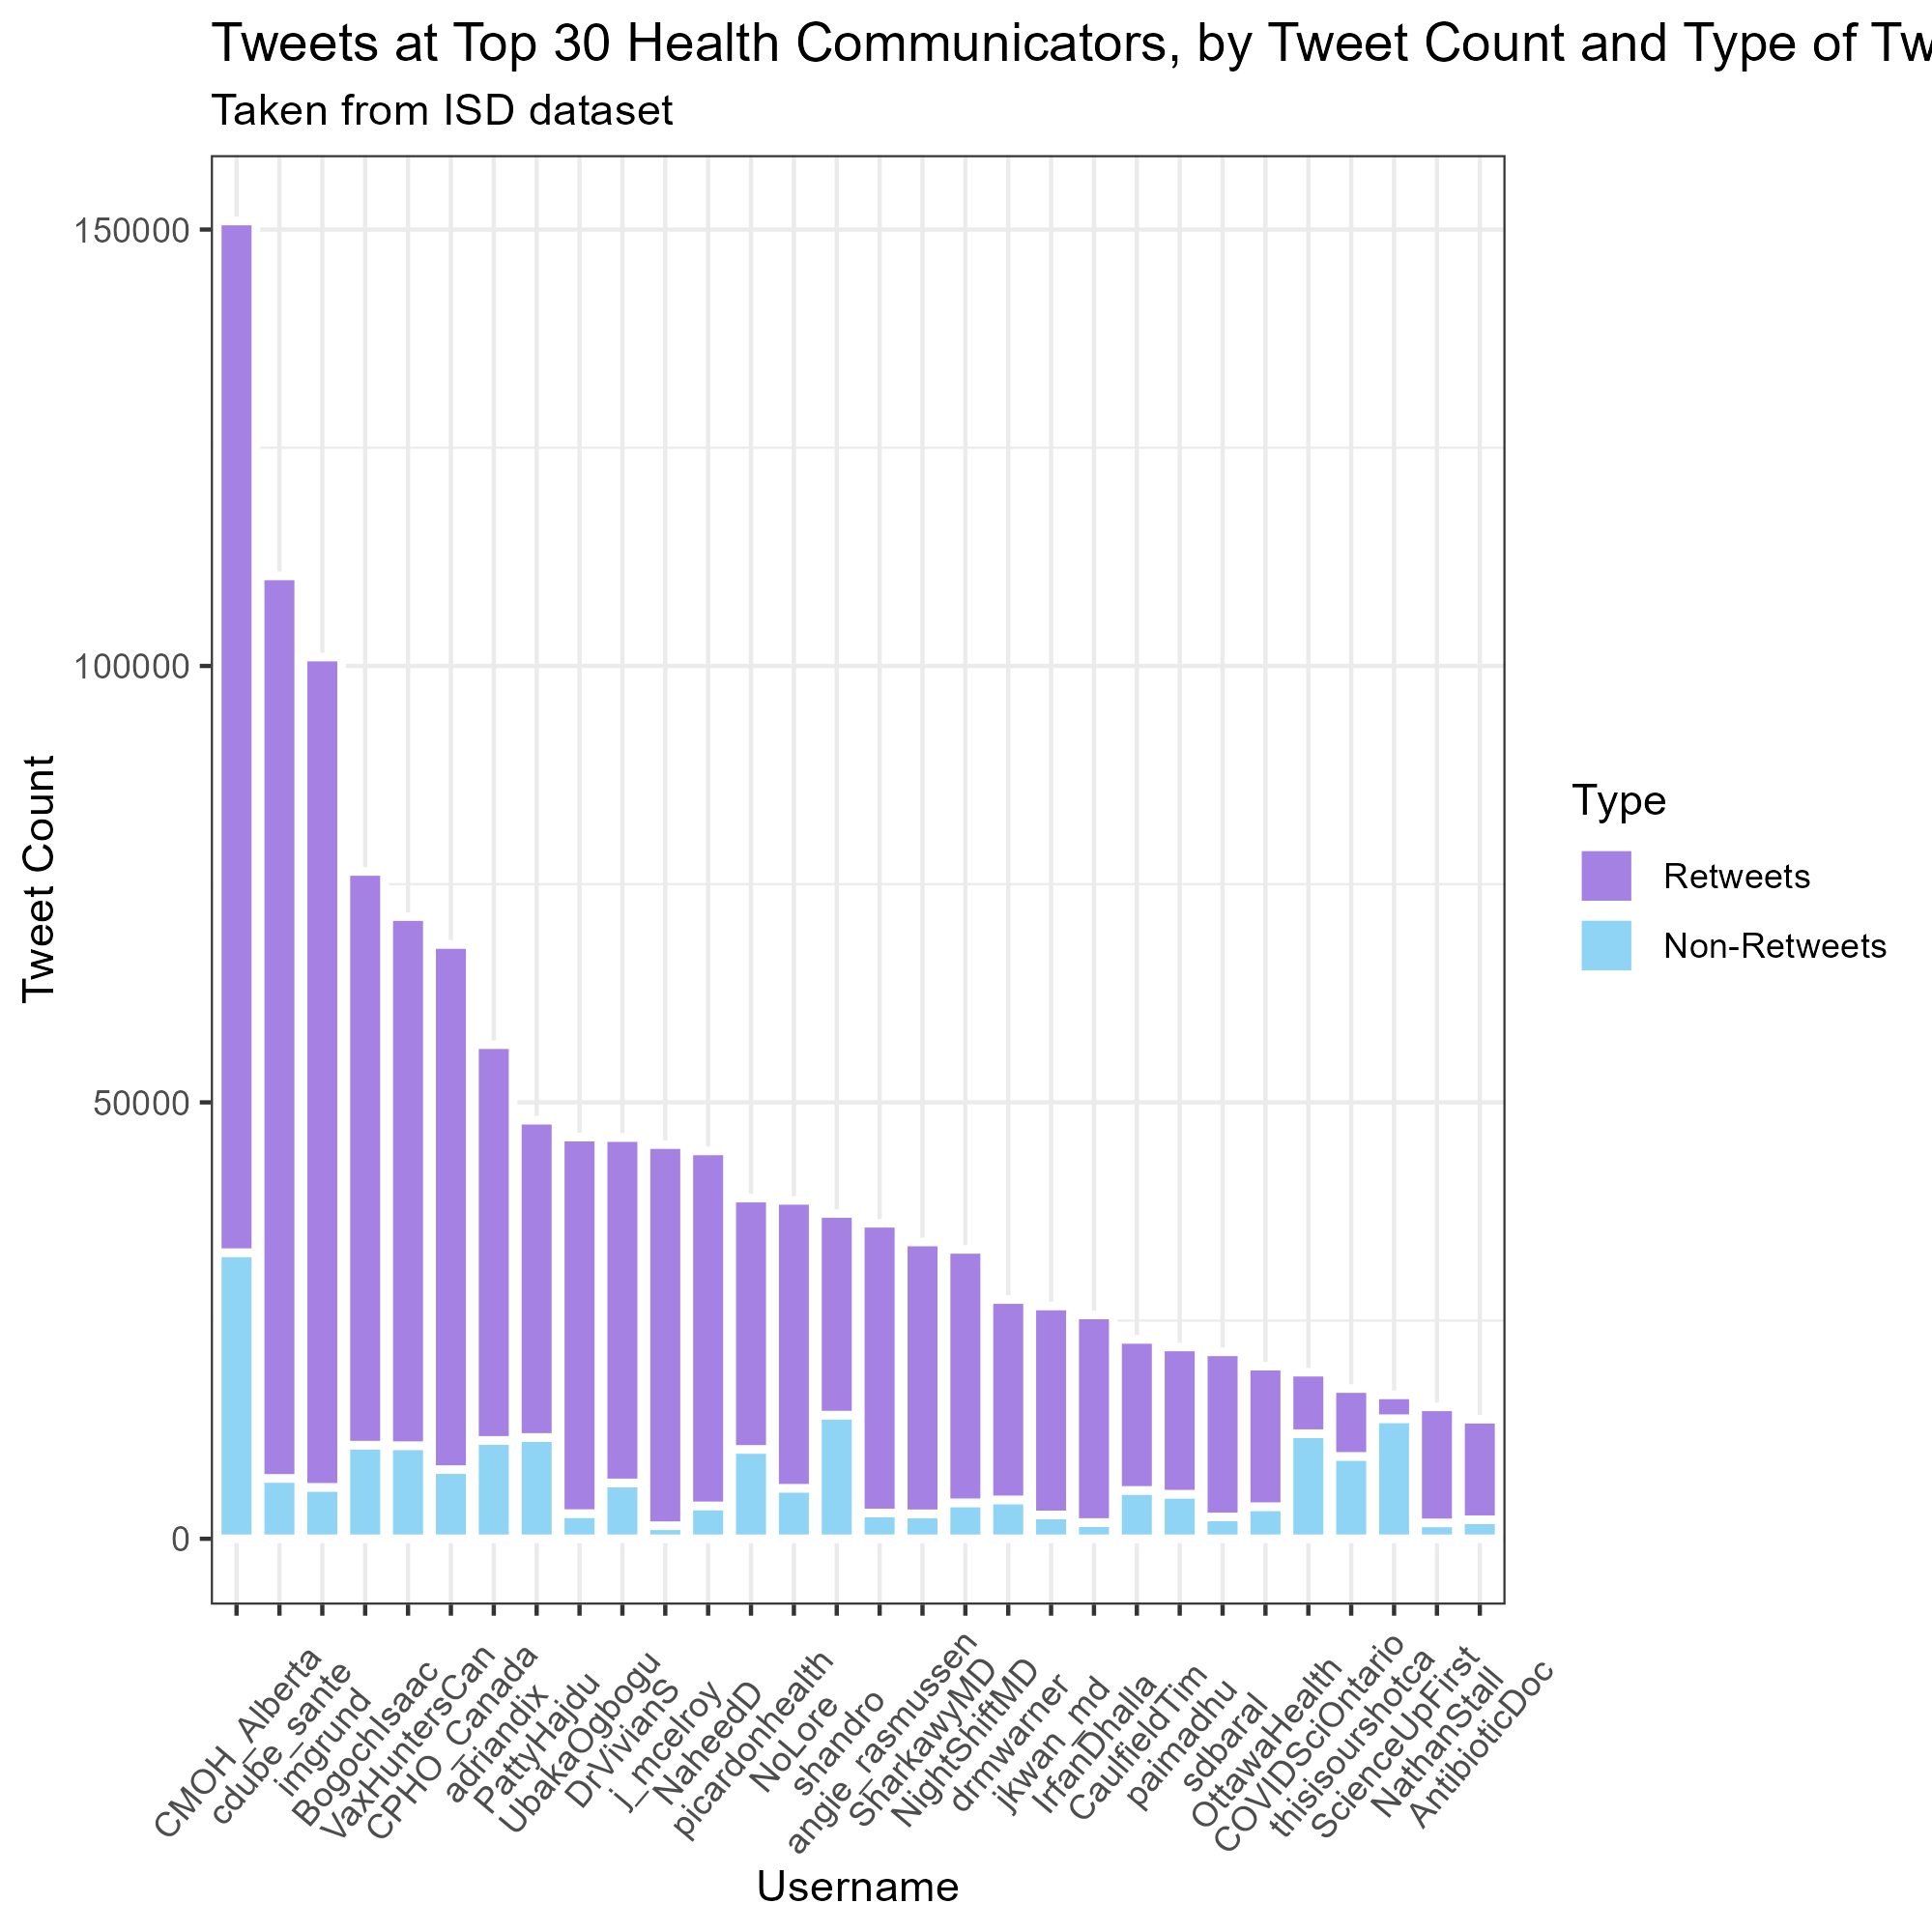 Tweets at Top 30 Health Communicators, by Tweet Count and Type of Tw
Taken from ISD dataset
Tweet Count
150000
100000
50000
0
CMOH_Alberta
cdube_sante
imgrund
BogochIsaac
VaxHuntersCan
CPHO_Canada
adriandix
PattyHajdu
UbakaOgbogu
DrVivianS
j_mcelroy
NaheedD
picardonhealth
NoLore
shandro
angie_rasmussen
SharkawyMD
NightShiftMD
drmwarner
jkwan_md
IrfanDhalla
CaulfieldTim
paimadhu
sdbaral
OttawaHealth
COVIDSciOntario
thisisourshotca
ScienceUpFirst
NathanStall
AntibioticDoc
Username
Type
Retweets
Non-Retweets